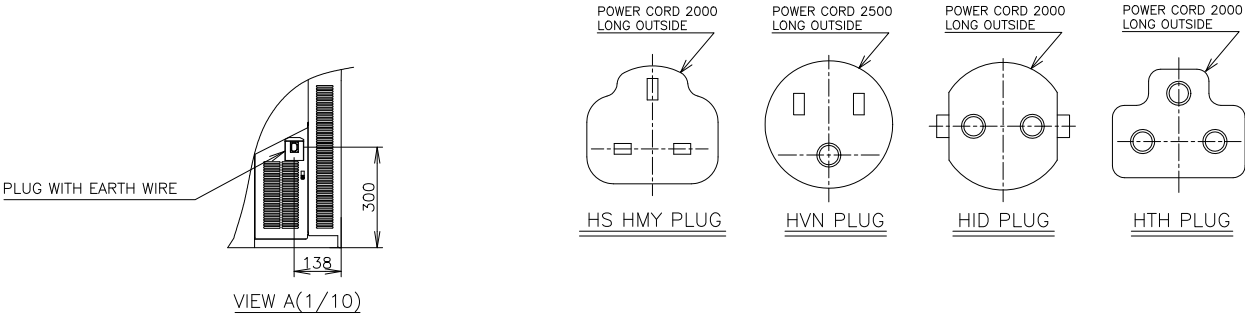 POWER CORD 2000
LONG OUTSIDE
POWER CORD 2500
LONG OUTSIDE
POWER CORD 2000
LONG OUTSIDE
POWER CORD 2000
LONG OUTSIDE
PLUG WITH EARTH WIRE
300
138
VIEW A(1/10)
HS HMY PLUG
HVN PLUG
HID PLUG
HTH PLUG